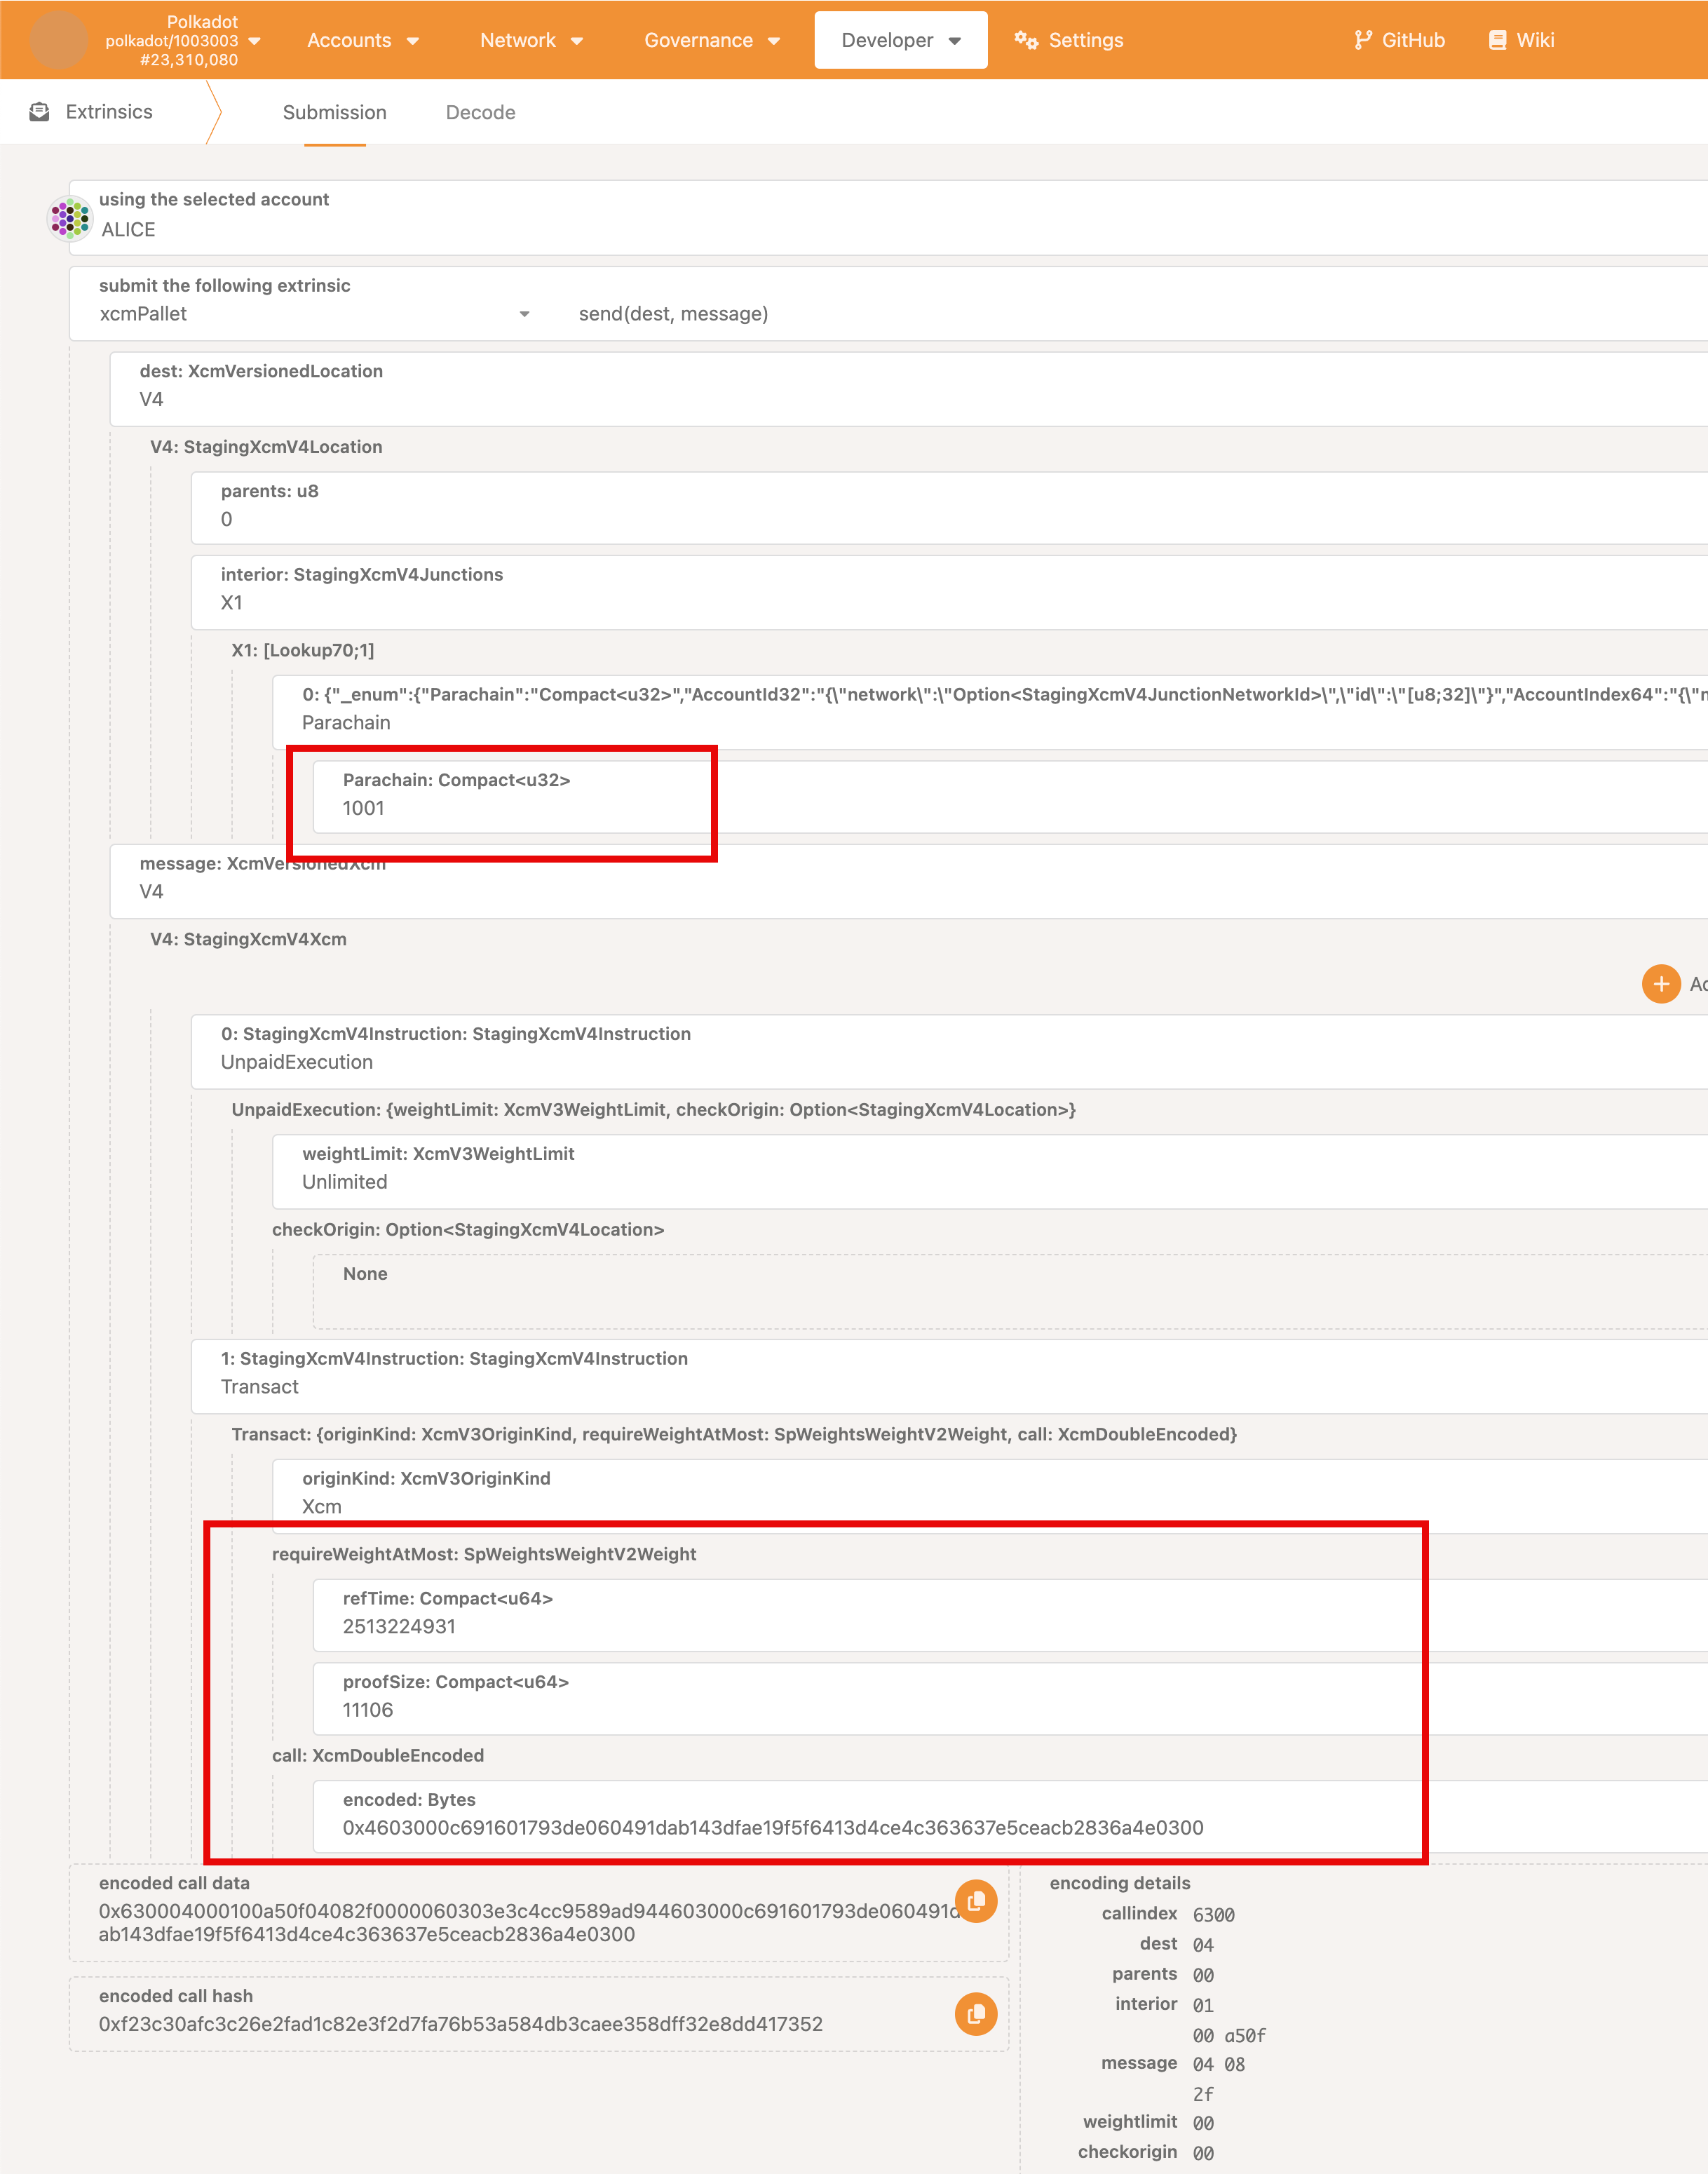 Polkadot
polkadot/1003003
#23,310,080
Accounts
Network
Governance
Developer
Settings
GitHub
Wiki
Extrinsics
Submission
Decode
using the selected account
ALICE
submit the following extrinsic
xcmPallet
send(dest, message)
dest: XcmVersionedLocation
V4
V4: StagingXcmV4Location
parents: u8
0
interior: StagingXcmV4Junctions
X1
X1: [Lookup70;1]
0: {"_enum":{"Parachain":"Compact<u32>","AccountId32":"{\"network\":\"Option<StagingXcmV4JunctionNetworkId>\",\"id\":\"[u8;32]\"}","AccountIndex64":"{\"n
Parachain
Parachain: Compact<u32>
1001
message: XcmVersionedXcm
V4
V4: StagingXcmV4Xcm
0: StagingXcmV4Instruction: StagingXcmV4Instruction
UnpaidExecution
UnpaidExecution: {weightLimit: XcmV3WeightLimit, checkOrigin: Option<StagingXcmV4Location>}
weightLimit: XcmV3WeightLimit
Unlimited
checkOrigin: Option<StagingXcmV4Location>
None
1: StagingXcmV4Instruction: StagingXcmV4Instruction
Transact
Transact: {originKind: XcmV3OriginKind, requireWeightAtMost: SpWeightsWeightV2Weight, call: XcmDoubleEncoded}
originKind: XcmV3OriginKind
Xcm
requireWeightAtMost: SpWeightsWeightV2Weight
refTime: Compact<u64>
2513224931
proofSize: Compact<u64>
11106
call: XcmDoubleEncoded
encoded: Bytes
0x4603000c691601793de060491dab143dfae19f5f6413d4ce4c363637e5ceacb2836a4e0300
encoded call data
0x630004000100a50f04082f0000060303e3c4cc9589ad944603000c691601793de060491d
ab143dfae19f5f6413d4ce4c363637e5ceacb2836a4e0300
encoded call hash
0xf23c30afc3c26e2fad1c82e3f2d7fa76b53a584db3caee358dff32e8dd417352
encoding details
callindex 6300
dest 04
parents 00
interior 01
00 a50f
message 04 08
2f
weightlimit 00
checkorigin 00